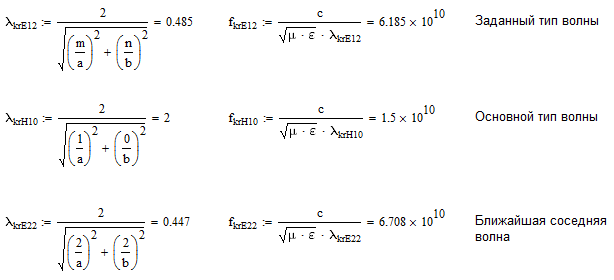 λkrE12 := 2 / √((m/a)^2 + (n/b)^2) = 0.485 fkrE12 := c / (√(μ · ε) · λkrE12) = 6.185 × 10^10 Заданный тип волны
λkrH10 := 2 / √((1/a)^2 + (0/b)^2) = 2 fkrH10 := c / (√(μ · ε) · λkrH10) = 1.5 × 10^10 Основной тип волны
λkrE22 := 2 / √((2/a)^2 + (2/b)^2) = 0.447 fkrE22 := c / (√(μ · ε) · λkrE22) = 6.708 × 10^10 Ближайшая соседняя
волна